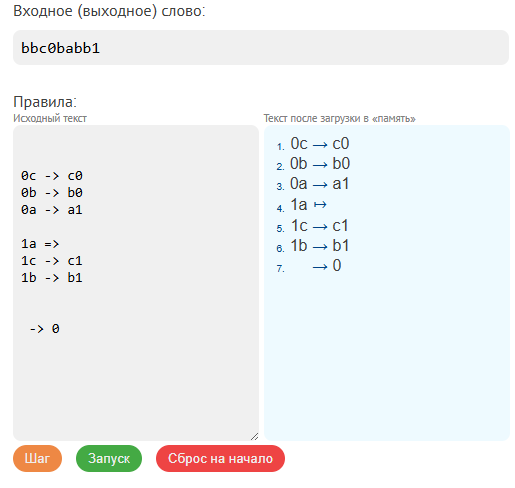 Входное (выходное) слово:
bbc0babb1
Правила:
Исходный текст
Текст после загрузки в «память»
0c -> c0
0b -> b0
0a -> a1
1a =>
1c -> c1
1b -> b1
-> 0
1. 0c → c0
2. 0b → b0
3. 0a → a1
4. 1a ↦
5. 1c → c1
6. 1b → b1
7. → 0
Шаг
Запуск
Сброс на начало